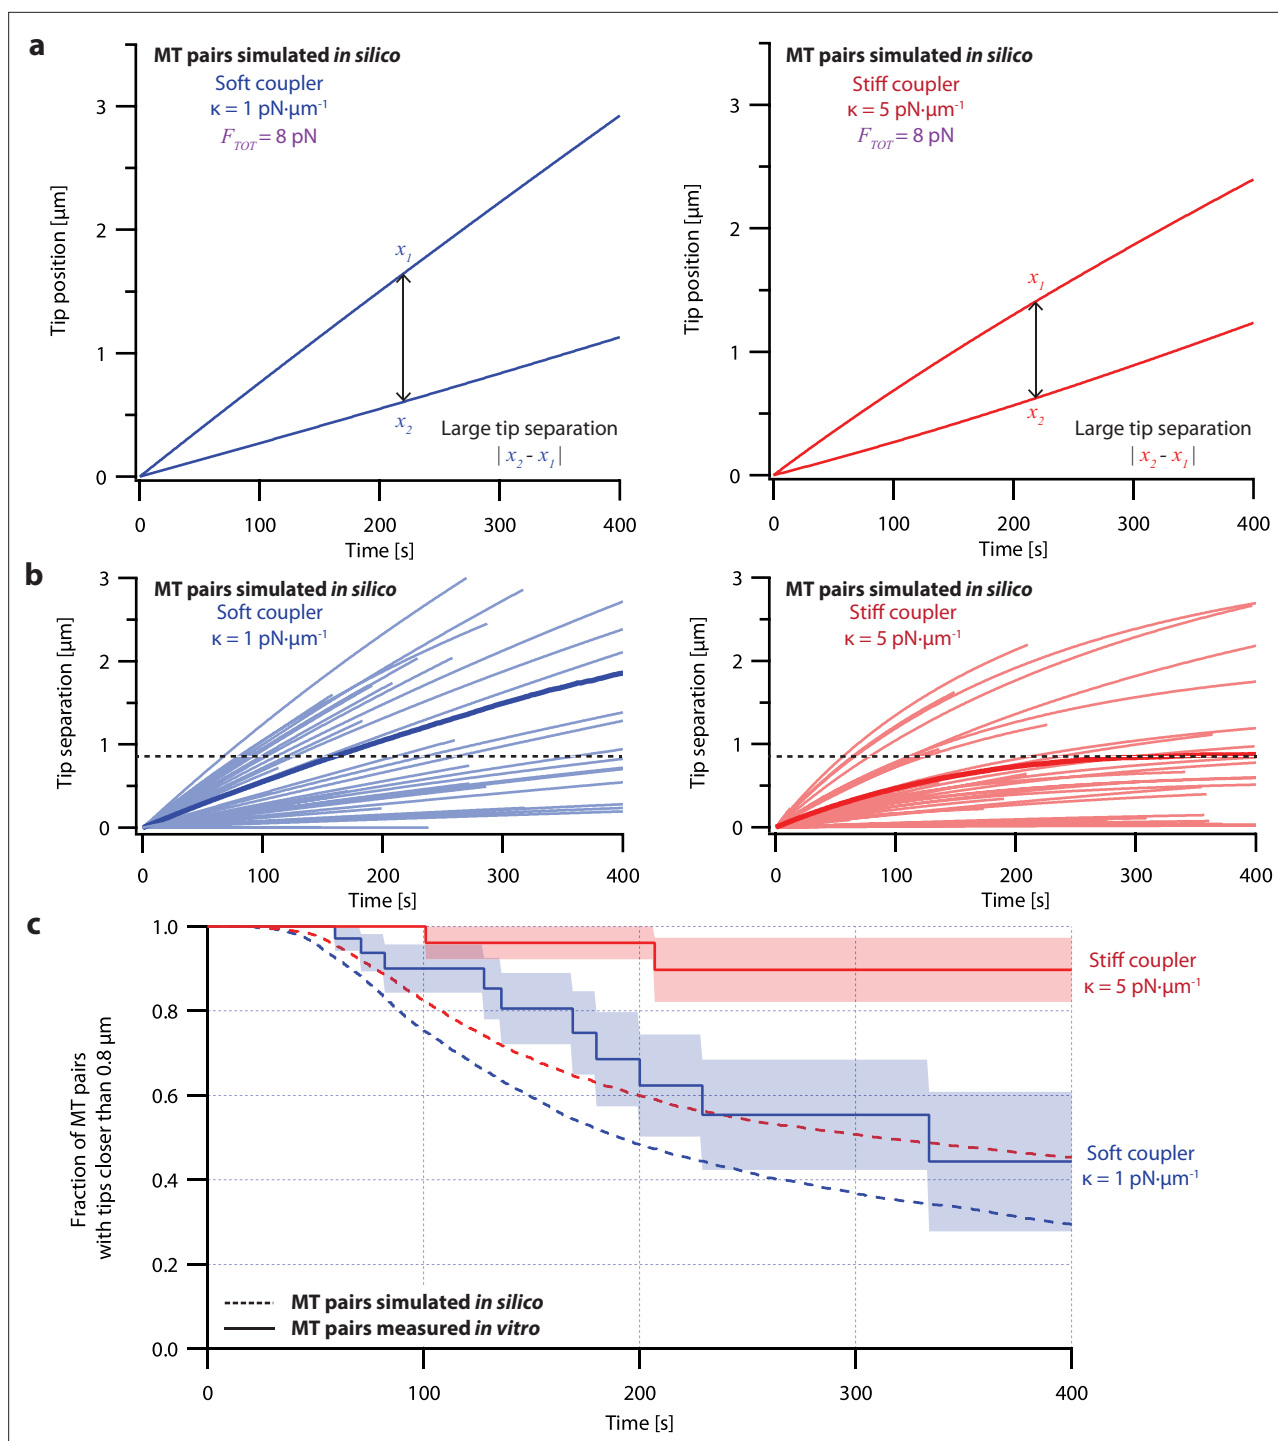 a
MT pairs simulated in silico
Soft coupler
κ = 1 pN·µm⁻¹
F_TOT = 8 pN
Tip position [µm]
3
2
1
0
x₁
x₂
Large tip separation
| x₂ - x₁ |
0 100 200 300 400
Time [s]
MT pairs simulated in silico
Stiff coupler
κ = 5 pN·µm⁻¹
F_TOT = 8 pN
Tip position [µm]
3
2
1
0
x₁
x₂
Large tip separation
| x₂ - x₁ |
0 100 200 300 400
Time [s]
b
MT pairs simulated in silico
Soft coupler
κ = 1 pN·µm⁻¹
Tip separation [µm]
3
2
1
0
0 100 200 300 400
Time [s]
MT pairs simulated in silico
Stiff coupler
κ = 5 pN·µm⁻¹
Tip separation [µm]
3
2
1
0
0 100 200 300 400
Time [s]
c
Fraction of MT pairs
with tips closer than 0.8 µm
1.0
0.8
0.6
0.4
0.2
0.0
Stiff coupler
κ = 5 pN·µm⁻¹
Soft coupler
κ = 1 pN·µm⁻¹
MT pairs simulated in silico
MT pairs measured in vitro
0 100 200 300 400
Time [s]